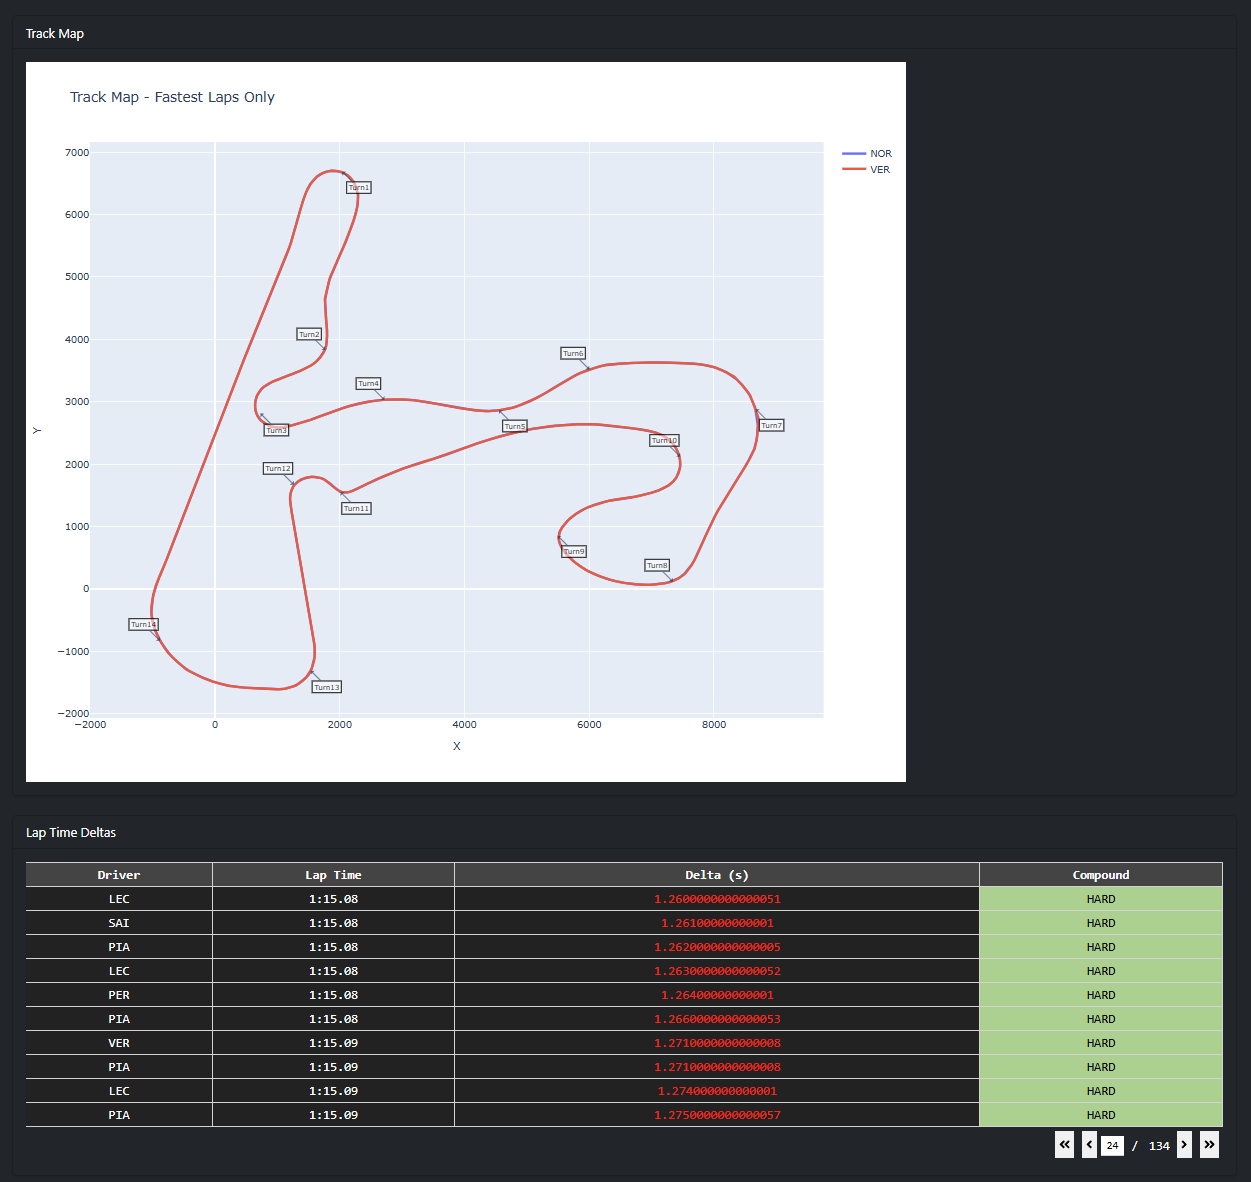 Track Map
Track Map - Fastest Laps Only
NOR
VER
7000
6000
5000
4000
3000
2000
1000
0
−1000
−2000
Y
Turn1
Turn2
Turn6
Turn4
Turn7
Turn5
Turn3
Turn10
Turn12
Turn11
Turn9
Turn8
Turn14
Turn13
−2000 0 2000 4000 6000 8000
X
Lap Time Deltas
Driver Lap Time Delta (s) Compound
LEC 1:15.08 1.2600000000000051 HARD
SAI 1:15.08 1.26100000000001 HARD
PIA 1:15.08 1.2620000000000005 HARD
LEC 1:15.08 1.2630000000000052 HARD
PER 1:15.08 1.26400000000001 HARD
PIA 1:15.08 1.2660000000000053 HARD
VER 1:15.09 1.2710000000000008 HARD
PIA 1:15.09 1.2710000000000008 HARD
LEC 1:15.09 1.274000000000001 HARD
PIA 1:15.09 1.2750000000000057 HARD
24 / 134